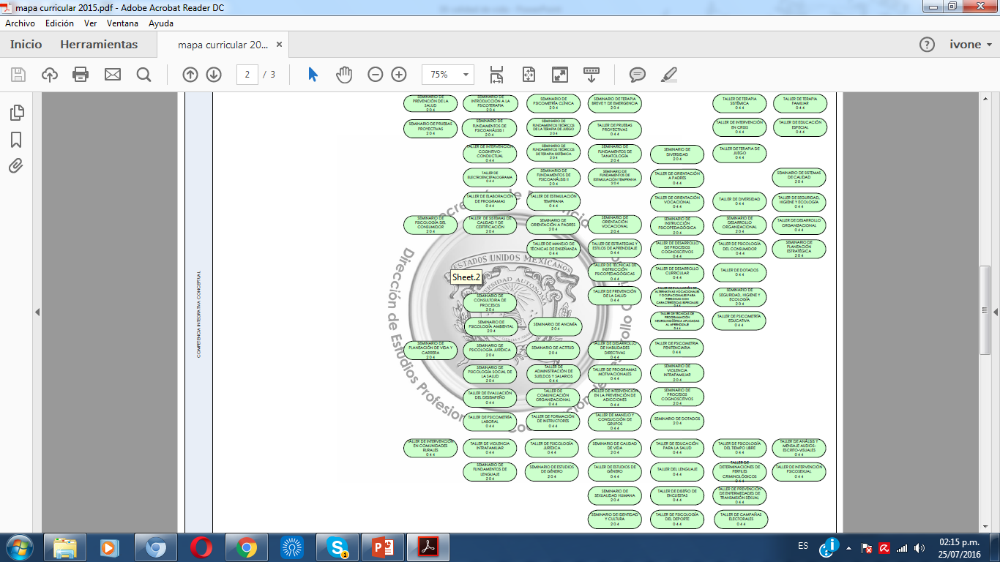 mapa curricular 2015.pdf - Adobe Acrobat Reader DC
Archivo Edición Ver Ventana Ayuda
Inicio Herramientas mapa curricular 20... × ivone
2 / 3 75%
SEMINARIO DE PREVENCIÓN DE LA SALUD 2 0 4
SEMINARIO DE INTRODUCCIÓN A LA PSICOTERAPIA 2 0 4
SEMINARIO DE PSICOMETRÍA CLÍNICA 2 0 4
SEMINARIO DE TERAPIA BREVE Y DE EMERGENCIA 2 0 4
TALLER DE TERAPIA SISTÉMICA 0 4 4
TALLER DE TERAPIA FAMILIAR 0 4 4
SEMINARIO DE PRUEBAS PROYECTIVAS 2 0 4
SEMINARIO DE FUNDAMENTOS DE PSICOANÁLISIS I 2 0 4
SEMINARIO DE FUNDAMENTOS TEÓRICOS DE LA TERAPIA DE JUEGO 2 0 4
TALLER DE PRUEBAS PROYECTIVAS 0 4 4
TALLER DE INTERVENCIÓN EN CRISIS 0 4 4
TALLER DE EDUCACIÓN ESPECIAL 0 4 4
TALLER DE INTERVENCIÓN COGNITIVO-CONDUCTUAL 0 4 4
SEMINARIO DE FUNDAMENTOS TEÓRICOS DE TERAPIA SISTÉMICA 2 0 4
SEMINARIO DE FUNDAMENTOS DE TANATOLOGÍA 2 0 4
SEMINARIO DE DIVERSIDAD 2 0 4
TALLER DE TERAPIA DE JUEGO 0 4 4
TALLER DE ELECTROENCEFALOGRAMA 0 4 4
SEMINARIO DE FUNDAMENTOS DE PSICOANÁLISIS II 2 0 4
SEMINARIO DE FUNDAMENTOS DE ESTIMULACIÓN TEMPRANA 2 0 4
TALLER DE ORIENTACIÓN A PADRES 0 4 4
SEMINARIO DE SISTEMAS DE CALIDAD 2 0 4
TALLER DE ELABORACIÓN DE PROGRAMAS 0 4 4
TALLER DE ESTIMULACIÓN TEMPRANA 0 4 4
TALLER DE ORIENTACIÓN VOCACIONAL 0 4 4
TALLER DE DIVERSIDAD 0 4 4
TALLER DE SEGURIDAD, HIGIENE Y ECOLOGÍA 0 4 4
SEMINARIO DE PSICOLOGÍA DEL CONSUMIDOR 2 0 4
TALLER DE SISTEMAS DE CALIDAD Y DE CERTIFICACIÓN 2 0 4
SEMINARIO DE ORIENTACIÓN A PADRES 2 0 4
SEMINARIO DE ORIENTACIÓN VOCACIONAL 2 0 4
SEMINARIO DE INSTRUCCIÓN PSICOPEDAGÓGICA 2 0 4
SEMINARIO DE DESARROLLO ORGANIZACIONAL 2 0 4
TALLER DE DESARROLLO ORGANIZACIONAL 0 4 4
TALLER DE MANEJO DE TÉCNICAS DE ENSEÑANZA 0 4 4
TALLER DE ESTRATEGIAS Y ESTILOS DE APRENDIZAJE 0 4 4
TALLER DE DESARROLLO DE PROCESOS COGNOSCITIVOS 0 4 4
TALLER DE PSICOLOGÍA DEL CONSUMIDOR 0 4 4
SEMINARIO DE PLANEACIÓN ESTRATÉGICA 2 0 4
Sheet.2
TALLER DE TÉCNICAS DE INSTRUCCIÓN PSICOPEDAGÓGICAS 0 4 4
TALLER DE DESARROLLO CURRICULAR 0 4 4
TALLER DE DOTADOS 0 4 4
COMPETENCIA INTEGRATIVA CONCEPTUAL
SEMINARIO DE CONSULTORIA DE PROCESOS 2 0 4
TALLER DE PREVENCIÓN DE LA SALUD 0 4 4
TALLER DE EVALUACIÓN DEL ALTERNATIVAS VOCACIONALES Y OCUPACIONALES PARA PERSONAS CON CARACTERÍSTICAS ESPECIALES
SEMINARIO DE SEGURIDAD, HIGIENE Y ECOLOGÍA 2 0 4
SEMINARIO DE PSICOLOGÍA AMBIENTAL 2 0 4
SEMINARIO DE ANOMÍA 2 0 4
TALLER DE TÉCNICAS DE PROGRAMACIÓN NEUROLINGÜÍSTICA APLICADAS AL APRENDIZAJE 0 4 4
TALLER DE PSICOMETRÍA EDUCATIVA 0 4 4
SEMINARIO DE PLANEACIÓN DE VIDA Y CARRERA 2 0 4
SEMINARIO DE PSICOLOGÍA JURÍDICA 2 0 4
SEMINARIO DE ACTITUD 2 0 4
TALLER DE DESARROLLO DE HABILIDADES DIRECTIVAS 0 4 4
TALLER DE PSICOMETRIA PENITENCIARIA 0 4 4
SEMINARIO DE PSICOLOGÍA SOCIAL DE LA SALUD 2 0 4
TALLER DE ADMINISTRACIÓN DE SUELDOS Y SALARIOS 0 4 4
TALLER DE PROGRAMAS MOTIVACIONALES 0 4 4
SEMINARIO DE VIOLENCIA INTRAFAMILIAR 2 0 4
TALLER DE EVALUACIÓN DEL DESEMPEÑO 0 4 4
TALLER DE COMUNICACIÓN ORGANIZACIONAL 0 4 4
TALLER DE INTERVENCIÓN EN LA PREVENCIÓN DE ADICCIONES 0 4 4
SEMINARIO DE PROCESOS COGNOSCITIVOS 2 0 4
TALLER DE PSICOMETRÍA LABORAL 0 4 4
TALLER DE FORMACIÓN DE INSTRUCTORES 0 4 4
TALLER DE MANEJO Y CONDUCCIÓN DE GRUPOS 0 4 4
SEMINARIO DE DOTADOS 2 0 4
TALLER DE INTERVENCIÓN EN COMUNIDADES RURALES 0 4 4
TALLER DE VIOLENCIA INTRAFAMILIAR 0 4 4
TALLER DE PSICOLOGÍA JURÍDICA 0 4 4
SEMINARIO DE CALIDAD DE VIDA 2 0 4
TALLER DE EDUCACIÓN PARA LA SALUD 0 4 4
TALLER DE PSICOLOGÍA DEL TIEMPO LIBRE 0 4 4
TALLER DE ANÁLISIS Y MENSAJE AUDIOS-ESCRITO-VISUALES 0 4 4
SEMINARIO DE FUNDAMENTOS DE LENGUAJE 2 0 4
SEMINARIO DE ESTUDIOS DE GÉNERO 2 0 4
TALLER DE ESTUDIOS DE GÉNERO 0 4 4
TALLER DEL LENGUAJE 0 4 4
TALLER DE DETERMINACIONES DE PERFILES CRIMINOLÓGICOS 0 4 4
TALLER DE INTERVENCIÓN PSICOSEXUAL 0 4 4
SEMINARIO DE SEXUALIDAD HUMANA 2 0 4
TALLER DE DISEÑO DE ENCUESTAS 0 4 4
TALLER DE PREVENCIÓN DE ENFERMEDADES DE TRANSMISIÓN SEXUAL 0 4 4
SEMINARIO DE IDENTIDAD Y CULTURA 2 0 4
TALLER DE PSICOLOGÍA DEL DEPORTE 0 4 4
TALLER DE CAMPAÑAS ELECTORALES 0 4 4
ESTADOS UNIDOS MEXICANOS
Dirección de Estudios Profesion
ES 02:15 p.m.
25/07/2016